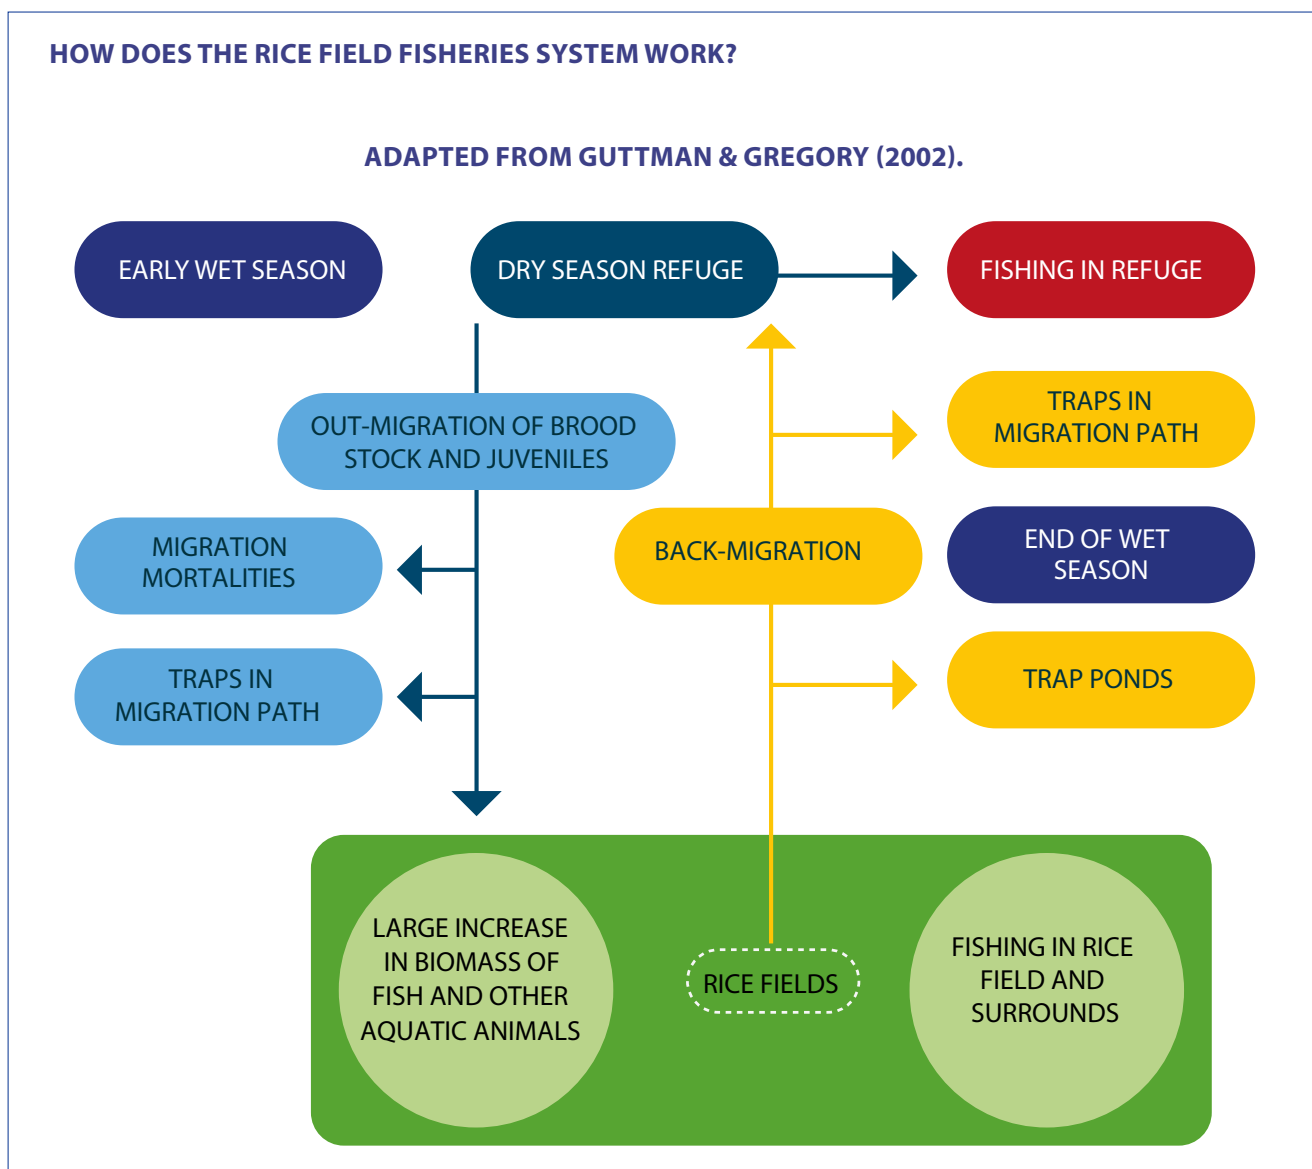 HOW DOES THE RICE FIELD FISHERIES SYSTEM WORK?
ADAPTED FROM GUTTMAN & GREGORY (2002).
EARLY WET SEASON
DRY SEASON REFUGE
FISHING IN REFUGE
OUT-MIGRATION OF BROOD
STOCK AND JUVENILES
TRAPS IN
MIGRATION PATH
MIGRATION
MORTALITIES
BACK-MIGRATION
END OF WET
SEASON
TRAPS IN
MIGRATION PATH
TRAP PONDS
LARGE INCREASE
IN BIOMASS OF
FISH AND OTHER
AQUATIC ANIMALS
RICE FIELDS
FISHING IN RICE
FIELD AND
SURROUNDS